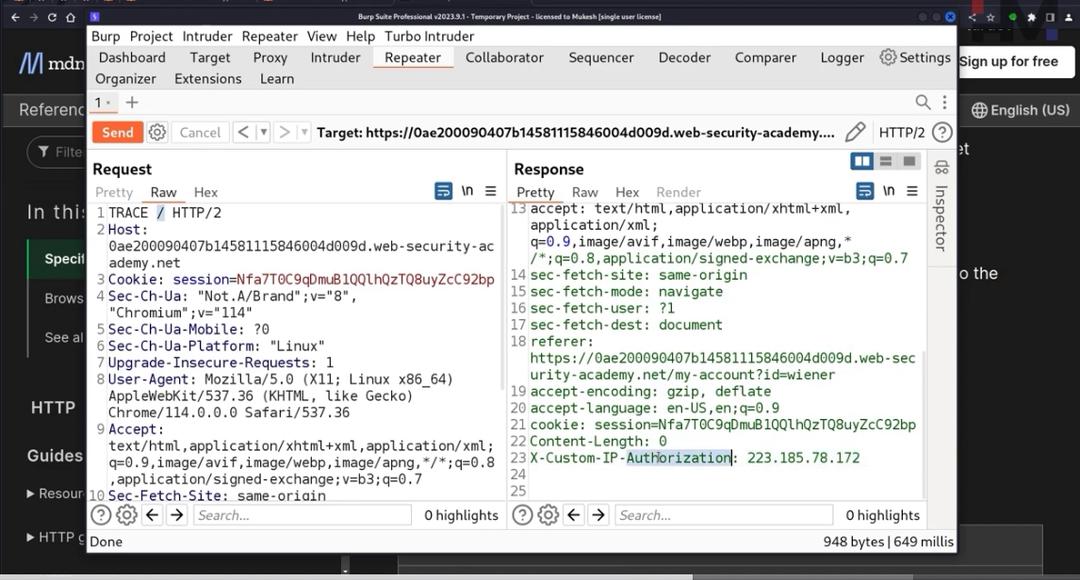 Burp Suite Professional v2023.9.1 - Temporary Project - licensed to Mukesh [single user license]
Burp Project Intruder Repeater View Help Turbo Intruder
Dashboard Target Proxy Intruder Repeater Collaborator Sequencer Decoder Comparer Logger Settings
Organizer Extensions Learn
1
Send Cancel Target: https://0ae200090407b14581115846004d009d.web-security-academy.... HTTP/2
Request
Pretty Raw Hex \n
1 TRACE / HTTP/2
2 Host:
0ae200090407b14581115846004d009d.web-security-ac
ademy.net
3 Cookie: session=Nfa7T0C9qDmuB1QQlhQzTQ8uyZcC92bp
4 Sec-Ch-Ua: "Not.A/Brand";v="8",
"Chromium";v="114"
5 Sec-Ch-Ua-Mobile: ?0
6 Sec-Ch-Ua-Platform: "Linux"
7 Upgrade-Insecure-Requests: 1
8 User-Agent: Mozilla/5.0 (X11; Linux x86_64)
AppleWebKit/537.36 (KHTML, like Gecko)
Chrome/114.0.0.0 Safari/537.36
9 Accept:
text/html,application/xhtml+xml,application/xml;
q=0.9,image/avif,image/webp,image/apng,*/*;q=0.8
,application/signed-exchange;v=b3;q=0.7
10 Sec-Fetch-Site: same-origin
Search... 0 highlights
Response
Pretty Raw Hex Render \n
13 accept: text/html,application/xhtml+xml,
application/xml;
q=0.9,image/avif,image/webp,image/apng,*
/*;q=0.8,application/signed-exchange;v=b3;q=0.7
14 sec-fetch-site: same-origin
15 sec-fetch-mode: navigate
16 sec-fetch-user: ?1
17 sec-fetch-dest: document
18 referer:
https://0ae200090407b14581115846004d009d.web-sec
urity-academy.net/my-account?id=wiener
19 accept-encoding: gzip, deflate
20 accept-language: en-US,en;q=0.9
21 cookie: session=Nfa7T0C9qDmuB1QQlhQzTQ8uyZcC92bp
22 Content-Length: 0
23 X-Custom-IP-Authorization: 223.185.78.172
24
25
Search... 0 highlights
Inspector
Done 948 bytes | 649 millis
mdn
Referenc
Filte
In this
Specif
Brows
See al
HTTP
Guides
Resour
HTTP g
Sign up for free
English (US)
et
o the